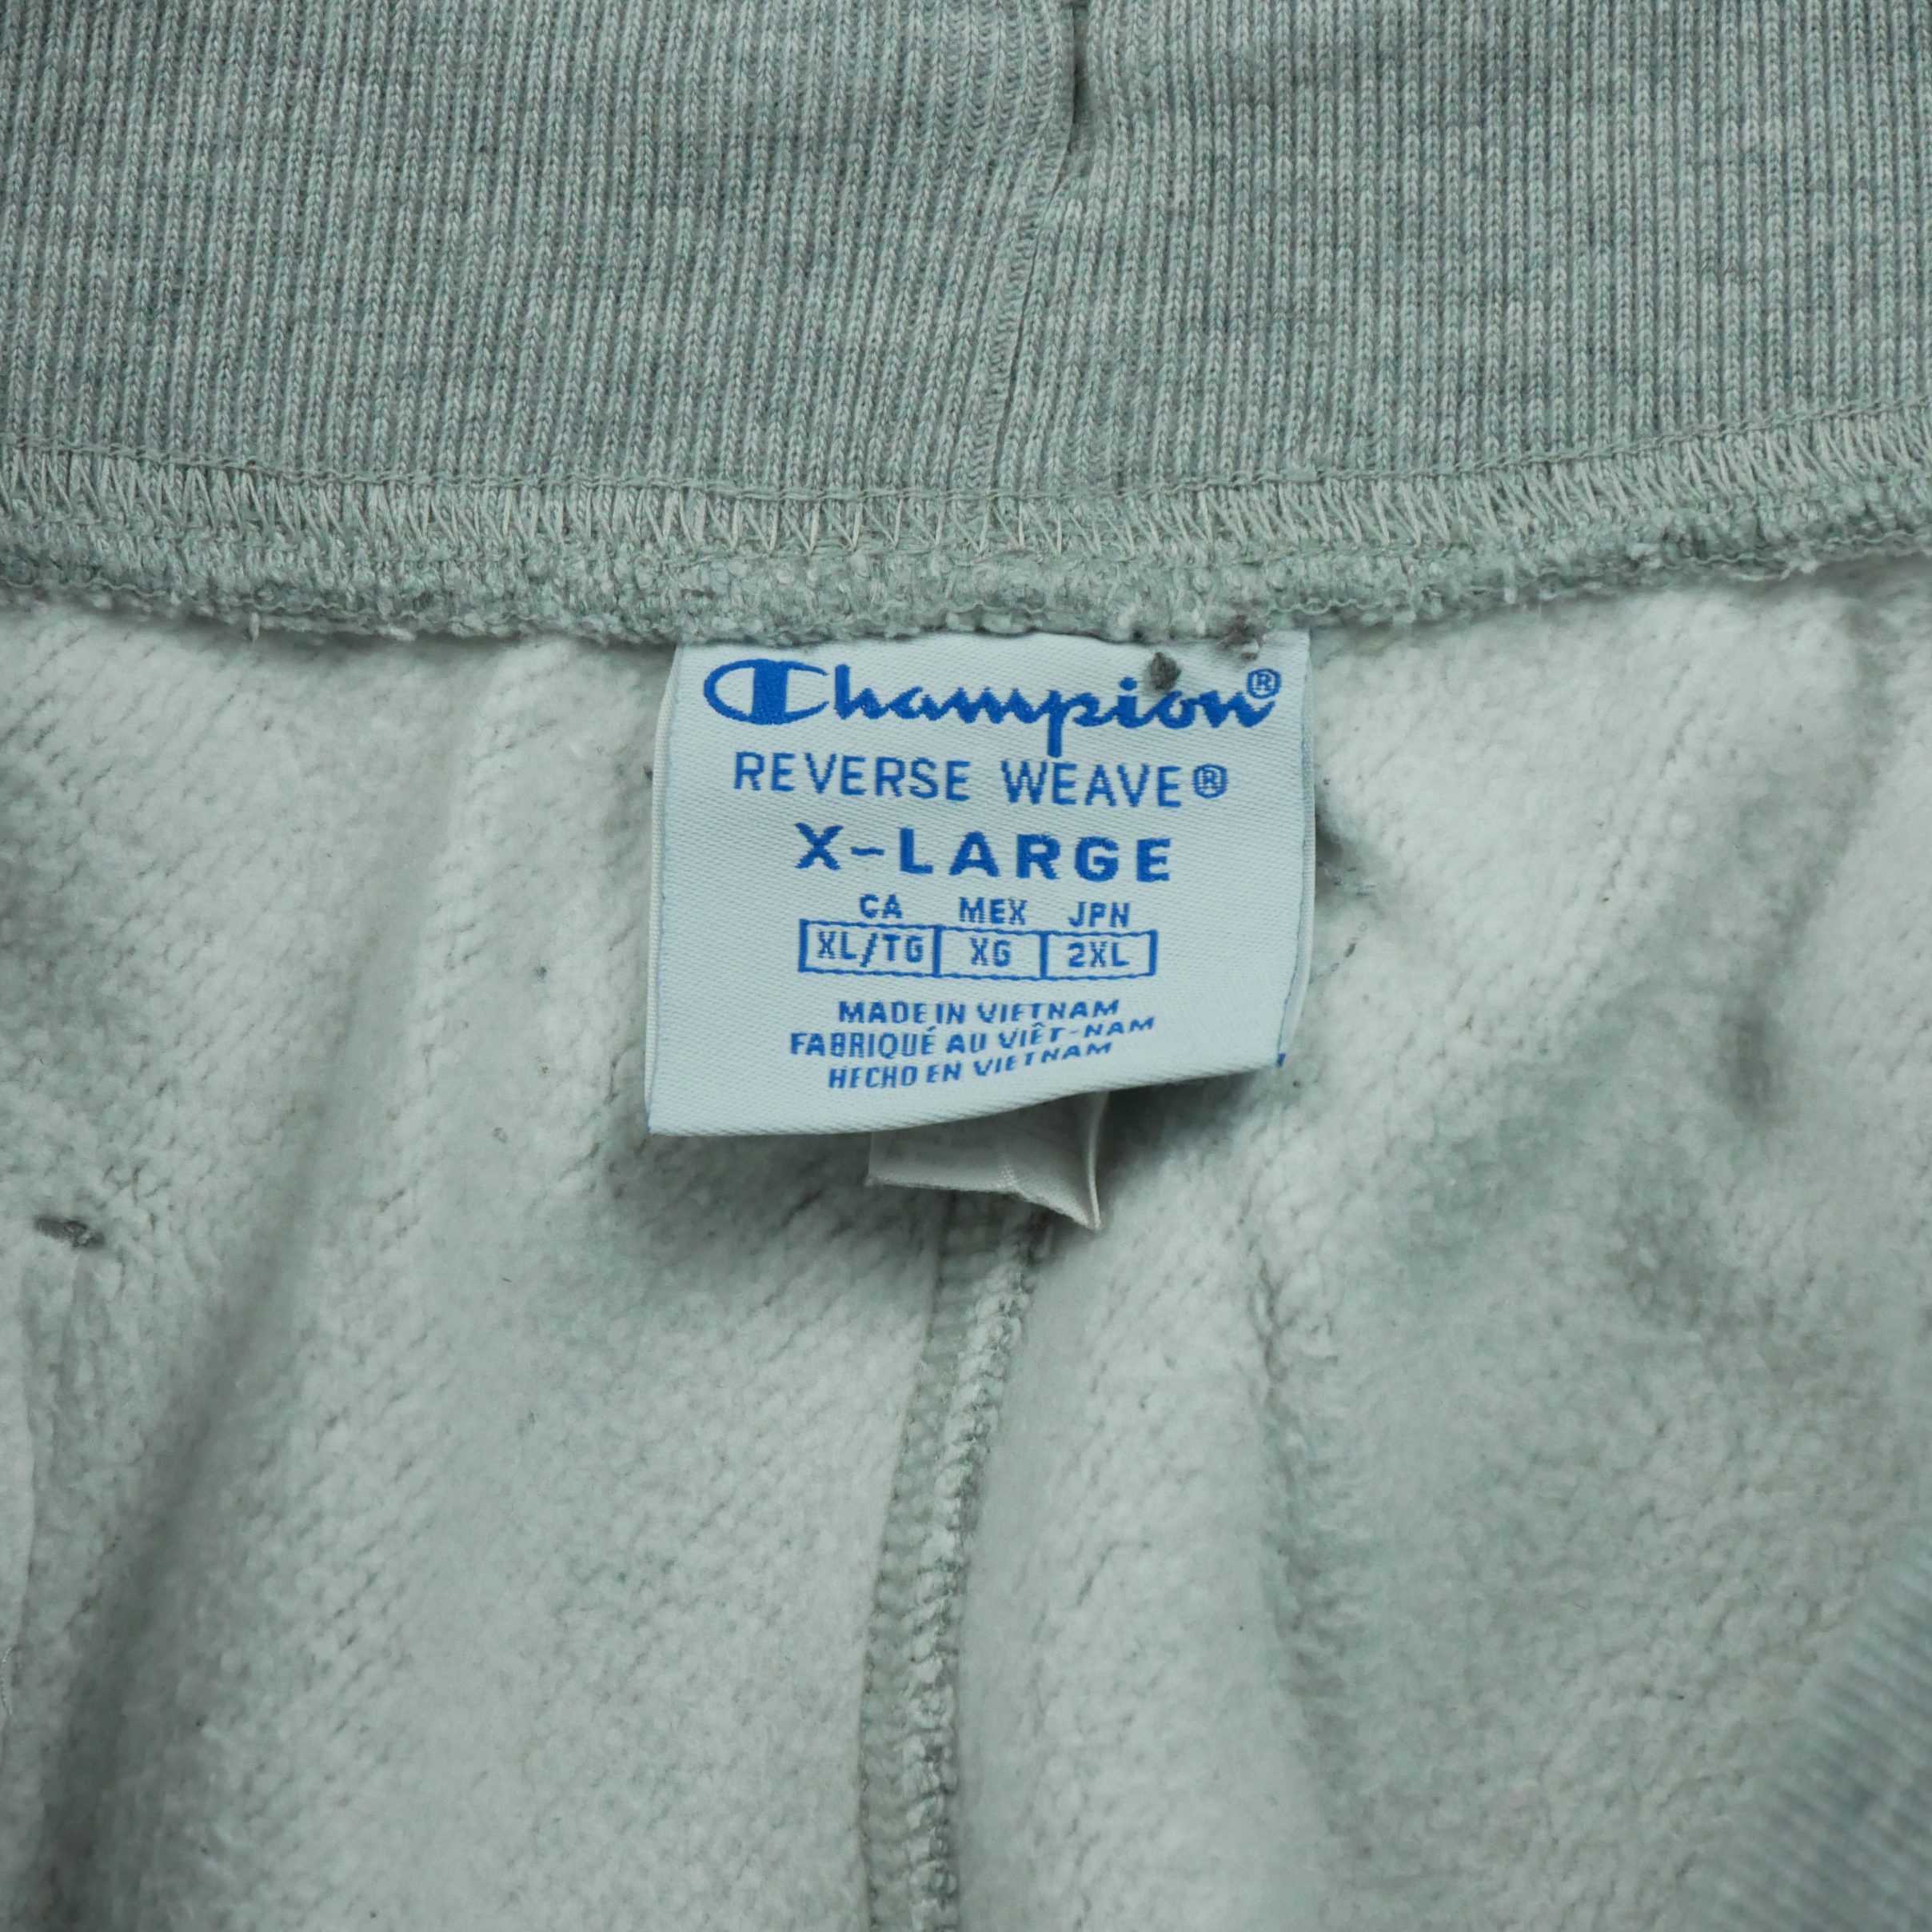 Champion®
REVERSE WEAVE®
X-LARGE
CA MEX JPN
XL/TG XG 2XL
MADE IN VIETNAM
FABRIQUÉ AU VIÊT-NAM
HECHO EN VIETNAM